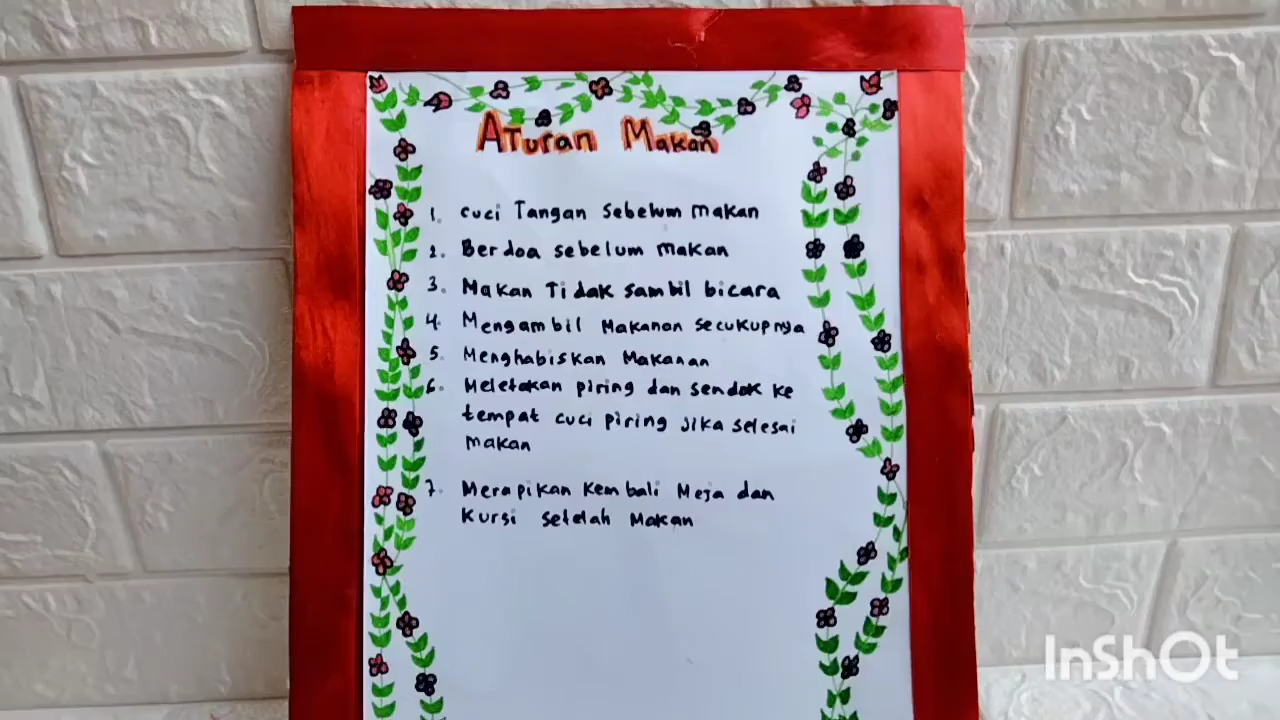 Aturan Makan
1. cuci Tangan sebelum makan
2. Berdoa sebelum makan
3. Makan Tidak sambil bicara
4. Mengambil Makanan secukupnya
5. Menghabiskan Makanan
6. Meletakan piring dan sendok ke
tempat cuci piring jika selesai
makan
7. Merapikan Kembali Meja dan
Kursi setelah Makan
InShOt